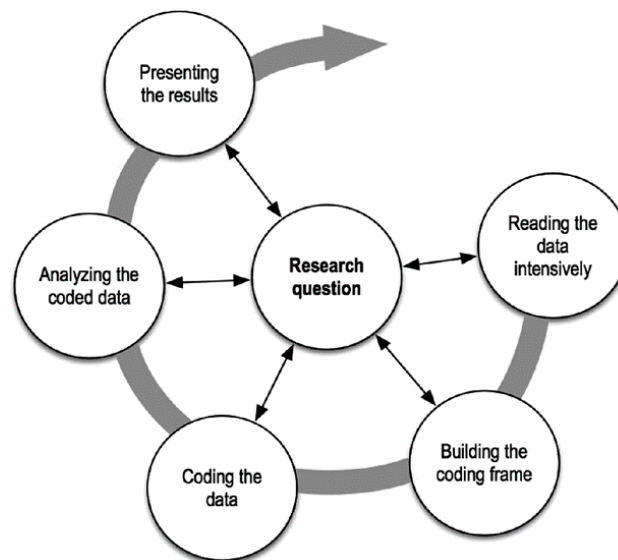 Presenting
the results
Reading the
data
intensively
Research
question
Analyzing the
coded data
Building the
coding frame
Coding the
data